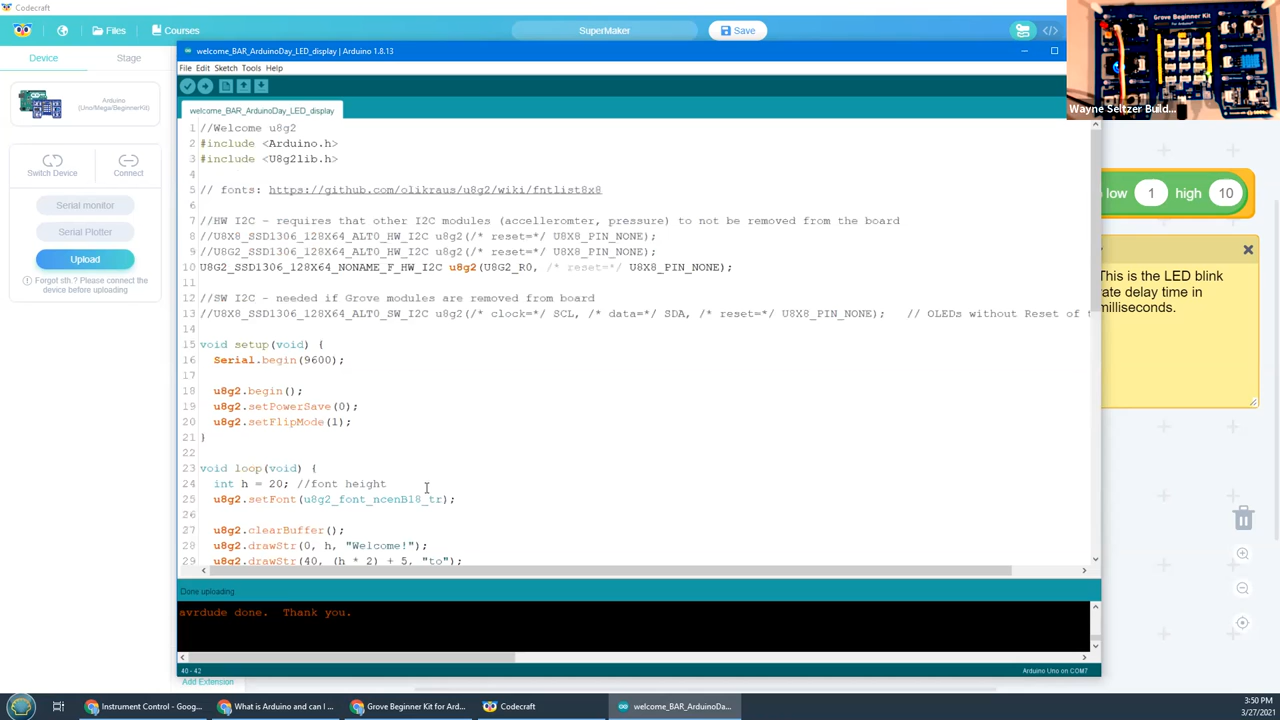 Codecraft
Files
Courses
SuperMaker
Save
Device
Stage
Arduino
(Uno/Mega/BeginnerKit)
Switch Device
Connect
Serial monitor
Serial Plotter
Upload
Forgot sth ? Please connect the
device before uploading
welcome_BAR_ArduinoDay_LED_display | Arduino 1.8.13
File Edit Sketch Tools Help
welcome_BAR_ArduinoDay_LED_display
1 //Welcome u8g2
2 #include <Arduino.h>
3 #include <U8g2lib.h>
4
5 // fonts: https://github.com/olikraus/u8g2/wiki/fntlist8x8
6
7 //HW I2C - requires that other I2C modules (accelleromter, pressure) to not be removed from the board
8 //U8X8_SSD1306_128X64_ALT0_HW_I2C u8g2(/* reset=*/ U8X8_PIN_NONE);
9 //U8G2_SSD1306_128X64_ALT0_HW_I2C u8g2(/* reset=*/ U8X8_PIN_NONE);
10 U8G2_SSD1306_128X64_NONAME_F_HW_I2C u8g2(U8G2_R0, /* reset=*/ U8X8_PIN_NONE);
11
12 //SW I2C - needed if Grove modules are removed from board
13 //U8X8_SSD1306_128X64_ALT0_SW_I2C u8g2(/* clock=*/ SCL, /* data=*/ SDA, /* reset=*/ U8X8_PIN_NONE);   // OLEDs without Reset of t
14
15 void setup(void) {
16 Serial.begin(9600);
17
18 u8g2.begin();
19 u8g2.setPowerSave(0);
20 u8g2.setFlipMode(1);
21 }
22
23 void loop(void) {
24 int h = 20; //font height
25 u8g2.setFont(u8g2_font_ncenB18_tr);
26
27 u8g2.clearBuffer();
28 u8g2.drawStr(0, h, "Welcome!");
29 u8g2.drawStr(40, (h * 2) + 5, "to");
Done uploading
avrdude done.  Thank you.
40 - 42
Arduino Uno on COM7
Add Extension
Grove Beginner Kit
For Arduino
Wayne Seltzer Build...
low 1 high 10
This is the LED blink
rate delay time in
milliseconds.
Instrument Control - Goog...
What is Arduino and can I ...
Grove Beginner Kit for Ard...
Codecraft
welcome_BAR_ArduinoDa...
3:50 PM
3/27/2021